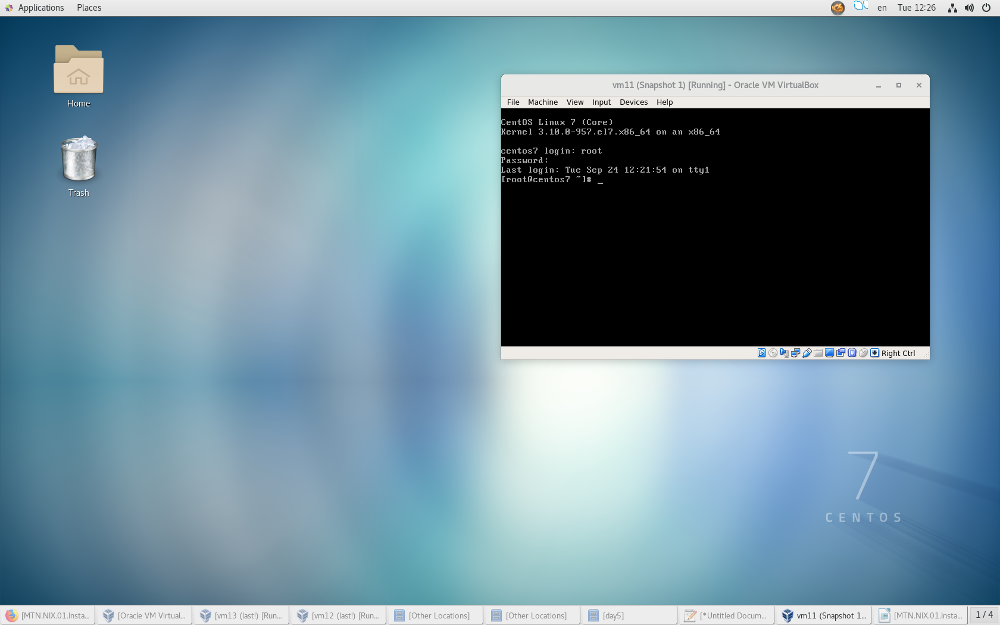 Applications Places en Tue 12:26
Home
Trash
vm11 (Snapshot 1) [Running] - Oracle VM VirtualBox
File Machine View Input Devices Help
CentOS Linux 7 (Core)
Kernel 3.10.0-957.el7.x86_64 on an x86_64
centos7 login: root
Password:
Last login: Tue Sep 24 12:21:54 on tty1
[root@centos7 ~]# _
Right Ctrl
7
CENTOS
[MTN.NIX.01.Insta... [Oracle VM Virtual... [vm13 (last!) [Run... [vm12 (last!) [Run... [Other Locations] [Other Locations] [day5] [*Untitled Docum... vm11 (Snapshot 1... [MTN.NIX.01.Insta... 1 / 4